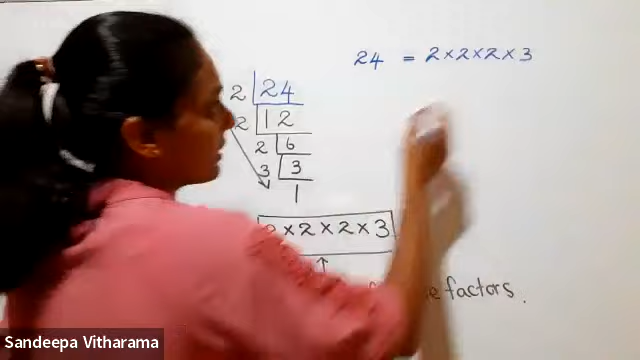 24 = 2×2×2×3
2 24
2 12
2 6
3 3
1
×2×2×3
factors.
Sandeepa Vitharama